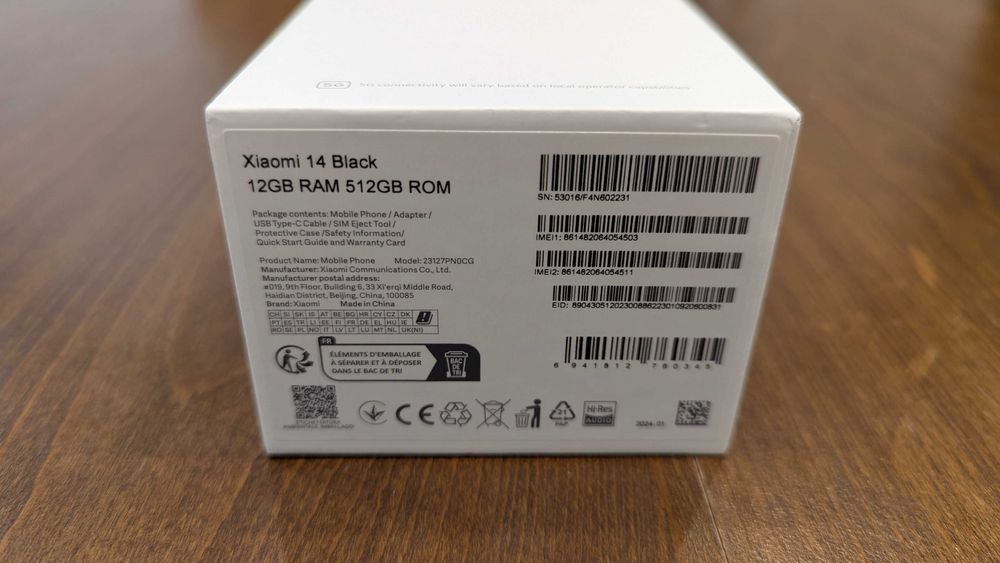 5G 5G connectivity will vary based on local operator capabilities
Xiaomi 14 Black
12GB RAM 512GB ROM
Package contents: Mobile Phone / Adapter /
USB Type-C Cable / SIM Eject Tool /
Protective Case /Safety Information/
Quick Start Guide and Warranty Card
Product Name: Mobile Phone Model: 23127PN0CG
Manufacturer: Xiaomi Communications Co., Ltd.
Manufacturer postal address:
#019, 9th Floor, Building 6, 33 Xi'erqi Middle Road,
Haidian District, Beijing, China, 100085
Brand: Xiaomi Made in China
CH SI SK IS AT BE BG HR CY CZ DK
PT ES TR LI EE FI FR DE EL HU IE
RO SE PL NO IT LV LT LU MT NL UK(NI)
FR
ÉLÉMENTS D'EMBALLAGE
À SÉPARER ET À DÉPOSER
DANS LE BAC DE TRI
BAC
DE
TRI
ETICHETTATURA
AMBIENTALE IMBALLAGGI
CE
21
PAP
Hi-Res
AUDIO
SN: 53016/F4N602231
IMEI1: 861482064054503
IMEI2: 861482064054511
EID: 89043051202300886223010920600831
6 941812 760345
2024.01